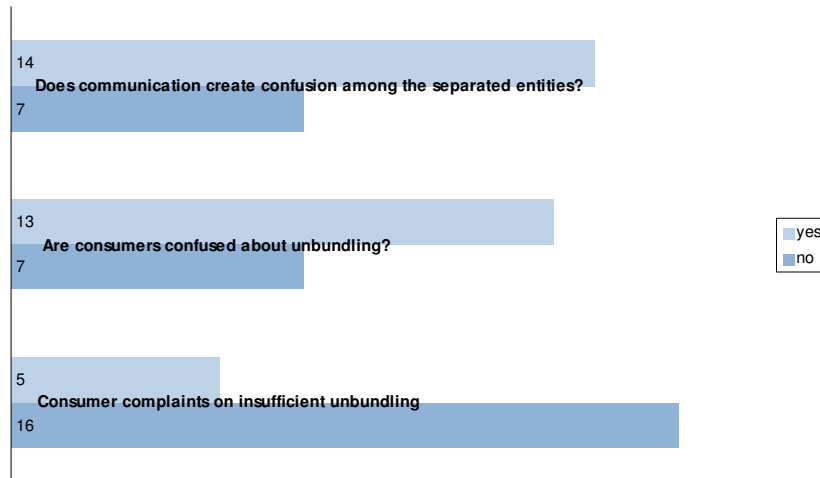 14
Does communication create confusion among the separated entities?
7
13
Are consumers confused about unbundling?
7
yes
no
5
Consumer complaints on insufficient unbundling
16